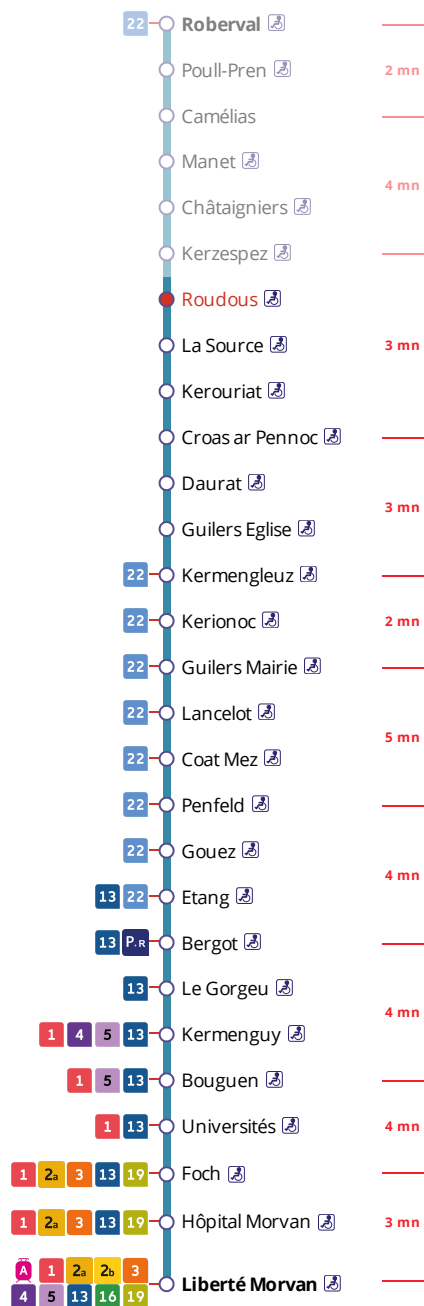 22 Roberval
Poull-Pren 2 mn
Camélias
Manet
4 mn
Châtaigniers
Kerzespez
Roudous
La Source 3 mn
Kerouriat
Croas ar Pennoc
Daurat
3 mn
Guilers Eglise
22 Kermengleuz
22 Kerionoc 2 mn
22 Guilers Mairie
22 Lancelot
5 mn
22 Coat Mez
22 Penfeld
22 Gouez
4 mn
13 22 Etang
13 P+R Bergot
13 Le Gorgeu
4 mn
1 4 5 13 Kermenguy
1 5 13 Bouguen
1 13 Universités 4 mn
1 2a 3 13 19 Foch
1 2a 3 13 19 Hôpital Morvan 3 mn
A 1 2a 2b 3
4 5 13 16 19 Liberté Morvan